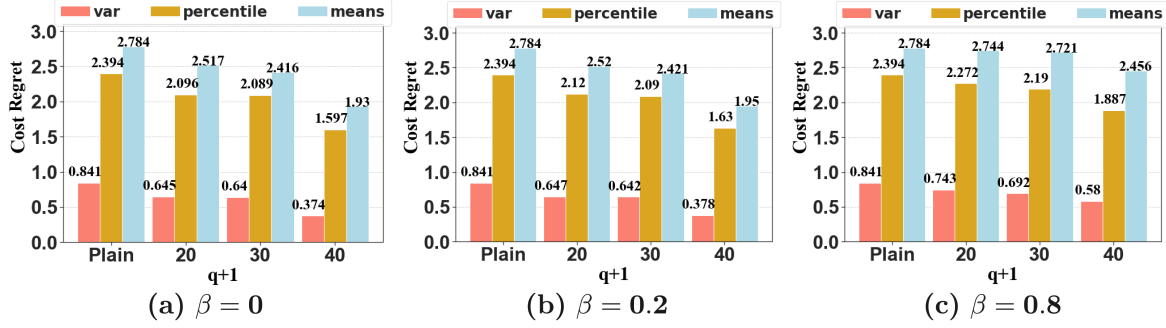 var percentile means
3.0
2.5
2.0
1.5
1.0
0.5
0.0
Cost Regret
0.841 2.394 2.784
0.645 2.096 2.517
0.64 2.089 2.416
0.374 1.597 1.93
Plain 20 30 40
q+1
(a) β = 0
var percentile means
3.0
2.5
2.0
1.5
1.0
0.5
0.0
Cost Regret
0.841 2.394 2.784
0.647 2.12 2.52
0.642 2.09 2.421
0.378 1.63 1.95
Plain 20 30 40
q+1
(b) β = 0.2
var percentile means
3.0
2.5
2.0
1.5
1.0
0.5
0.0
Cost Regret
0.841 2.394 2.784
0.743 2.272 2.744
0.692 2.19 2.721
0.58 1.887 2.456
Plain 20 30 40
q+1
(c) β = 0.8